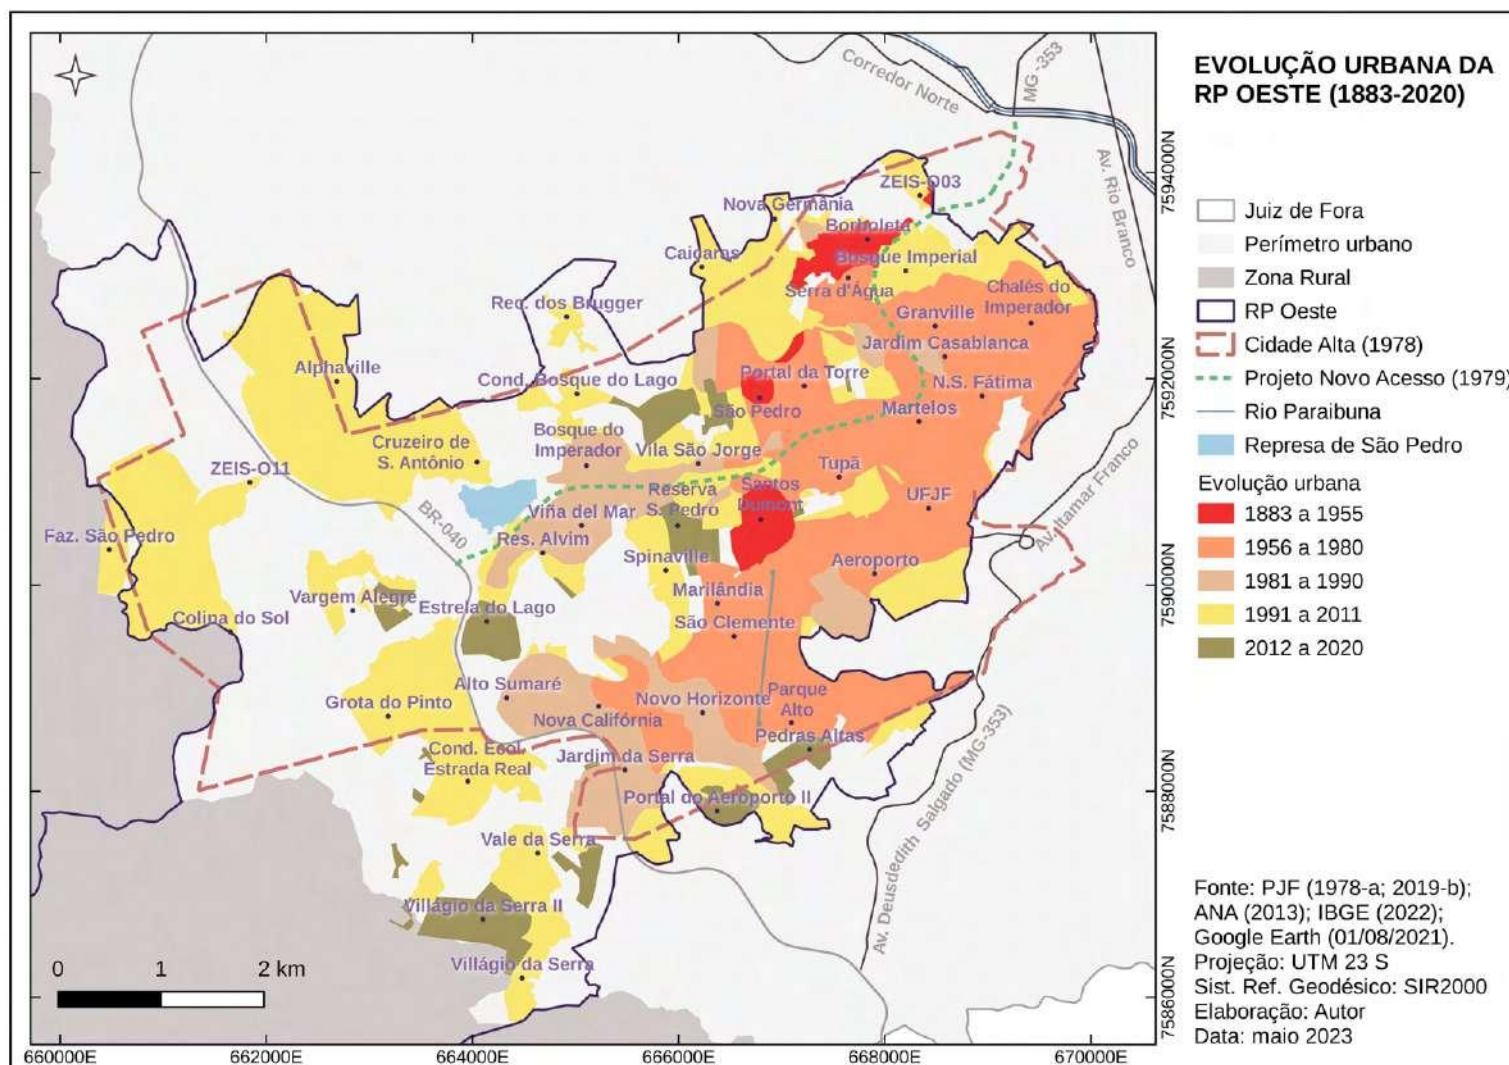 EVOLUÇÃO URBANA DA
RP OESTE (1883-2020)
Juiz de Fora
Perímetro urbano
Zona Rural
RP Oeste
Cidade Alta (1978)
Projeto Novo Acesso (1979)
Rio Paraibuna
Represa de São Pedro
Evolução urbana
1883 a 1955
1956 a 1980
1981 a 1990
1991 a 2011
2012 a 2020
Fonte: PJF (1978-a; 2019-b);
ANA (2013); IBGE (2022);
Google Earth (01/08/2021).
Projeção: UTM 23 S
Sist. Ref. Geodésico: SIR2000
Elaboração: Autor
Data: maio 2023
Corredor Norte
MG -353
Av. Rio Branco
ZEIS-O03
Nova Germânia
Borboleta
Caiçaras
Bosque Imperial
Serra d'Água
Chalés do
Imperador
Rec. dos Brugger
Granville
Jardim Casablanca
Alphaville
Cond. Bosque do Lago
Portal da Torre
N.S. Fátima
São Pedro
Martelos
Bosque do
Imperador
Cruzeiro de
S. Antônio
Vila São Jorge
ZEIS-O11
Tupã
Santos
Dumont
Reserva
S. Pedro
UFJF
Av. Itamar Franco
BR-040
Viña del Mar
Faz. São Pedro
Res. Alvim
Spinaville
Aeroporto
Marilândia
Vargem Alegre
Estrela do Lago
Colina do Sol
São Clemente
Alto Sumaré
Novo Horizonte
Parque
Alto
Grota do Pinto
Nova Califórnia
Pedras Altas
Cond. Ecol.
Estrada Real
Jardim da Serra
Portal do Aeroporto II
Av. Deusdedith Salgado (MG-353)
Vale da Serra
Villágio da Serra II
Villágio da Serra
0 1 2 km
7594000N
7592000N
7590000N
7588000N
7586000N
660000E 662000E 664000E 666000E 668000E 670000E